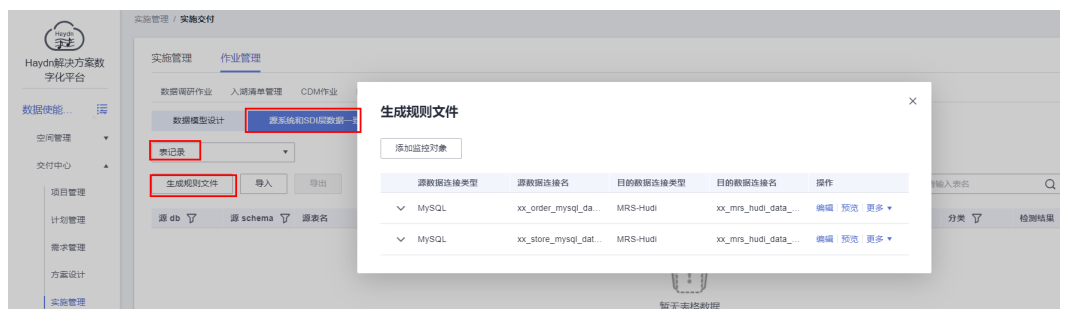 实施管理 / 实施交付
Haydn
Haydn解决方案数
字化平台
数据使能...
空间管理
交付中心
项目管理
计划管理
需求管理
方案设计
实施管理
实施管理 作业管理
数据调研作业 入湖清单管理 CDM作业
数据模型设计 源系统和SDI层数据一
表记录
生成规则文件 导入 导出
请输入表名
源 db 源 schema 源表名 分类 检测结果
生成规则文件
添加监控对象
源数据连接类型 源数据连接名 目的数据连接类型 目的数据连接名 操作
MySQL xx_order_mysql_da... MRS-Hudi xx_mrs_hudi_data_... 编辑 预览 更多
MySQL xx_store_mysql_dat... MRS-Hudi xx_mrs_hudi_data_... 编辑 预览 更多
暂无表格数据